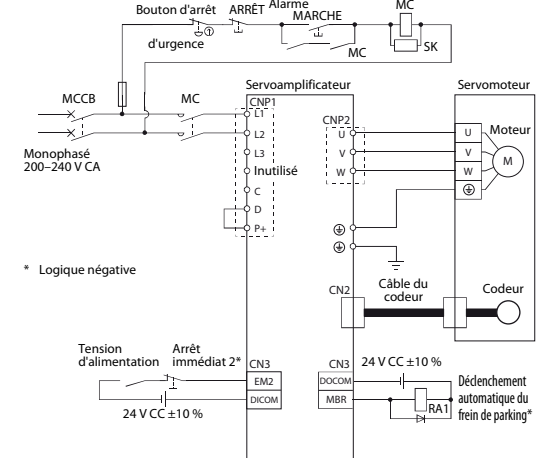 Alarme
Bouton d'arrêt
ARRÊT
MARCHE
MC
①
d'urgence
MC
SK
Servoamplificateur
Servomoteur
MCCB
MC
CNP1
L1
L2
L3
Inutilisé
C
D
P+
CNP2
U
V
W
U
V
W
Moteur
M
Monophasé
200–240 V CA
* Logique négative
CN2
Câble du
codeur
Codeur
Tension
d'alimentation
Arrêt
immédiat 2*
CN3
EM2
DICOM
24 V CC ±10 %
CN3
DOCOM
MBR
24 V CC ±10 %
RA1
Déclenchement
automatique du
frein de parking*